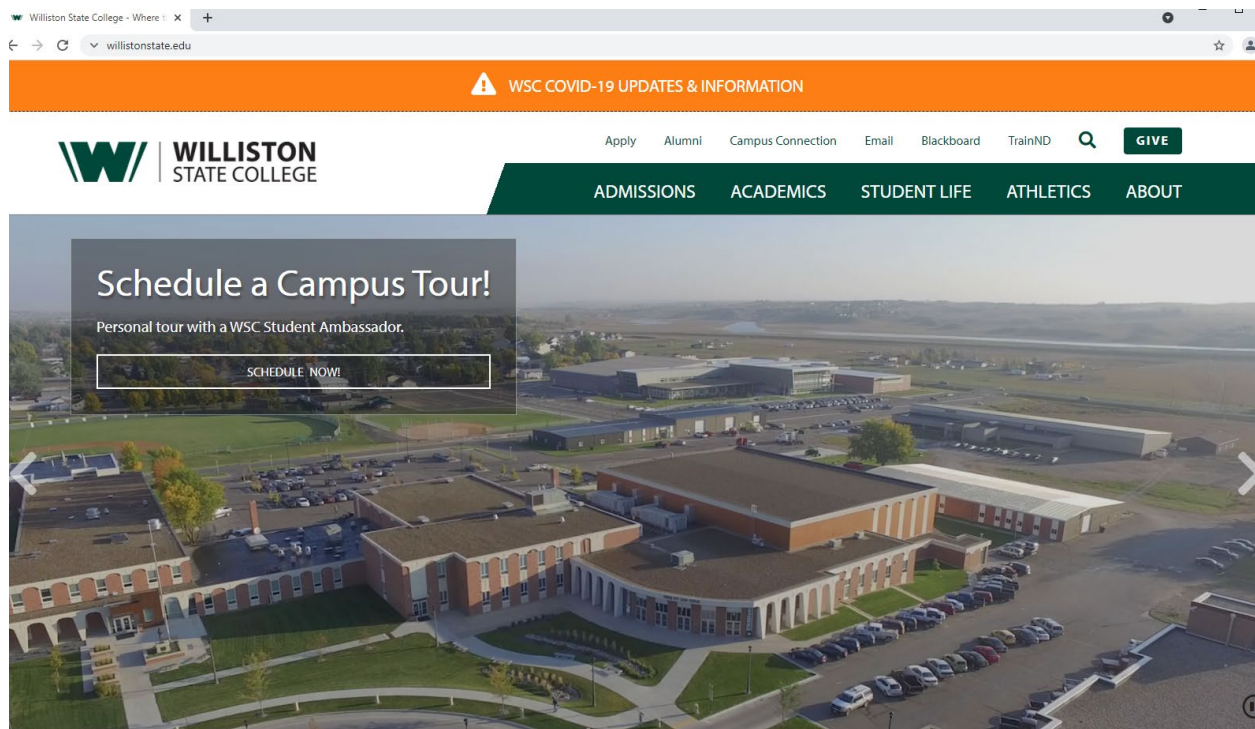 Williston State College - Where t
willistonstate.edu
WSC COVID-19 UPDATES & INFORMATION
Apply Alumni Campus Connection Email Blackboard TrainND GIVE
WILLISTON
STATE COLLEGE
ADMISSIONS ACADEMICS STUDENT LIFE ATHLETICS ABOUT
Schedule a Campus Tour!
Personal tour with a WSC Student Ambassador.
SCHEDULE NOW!